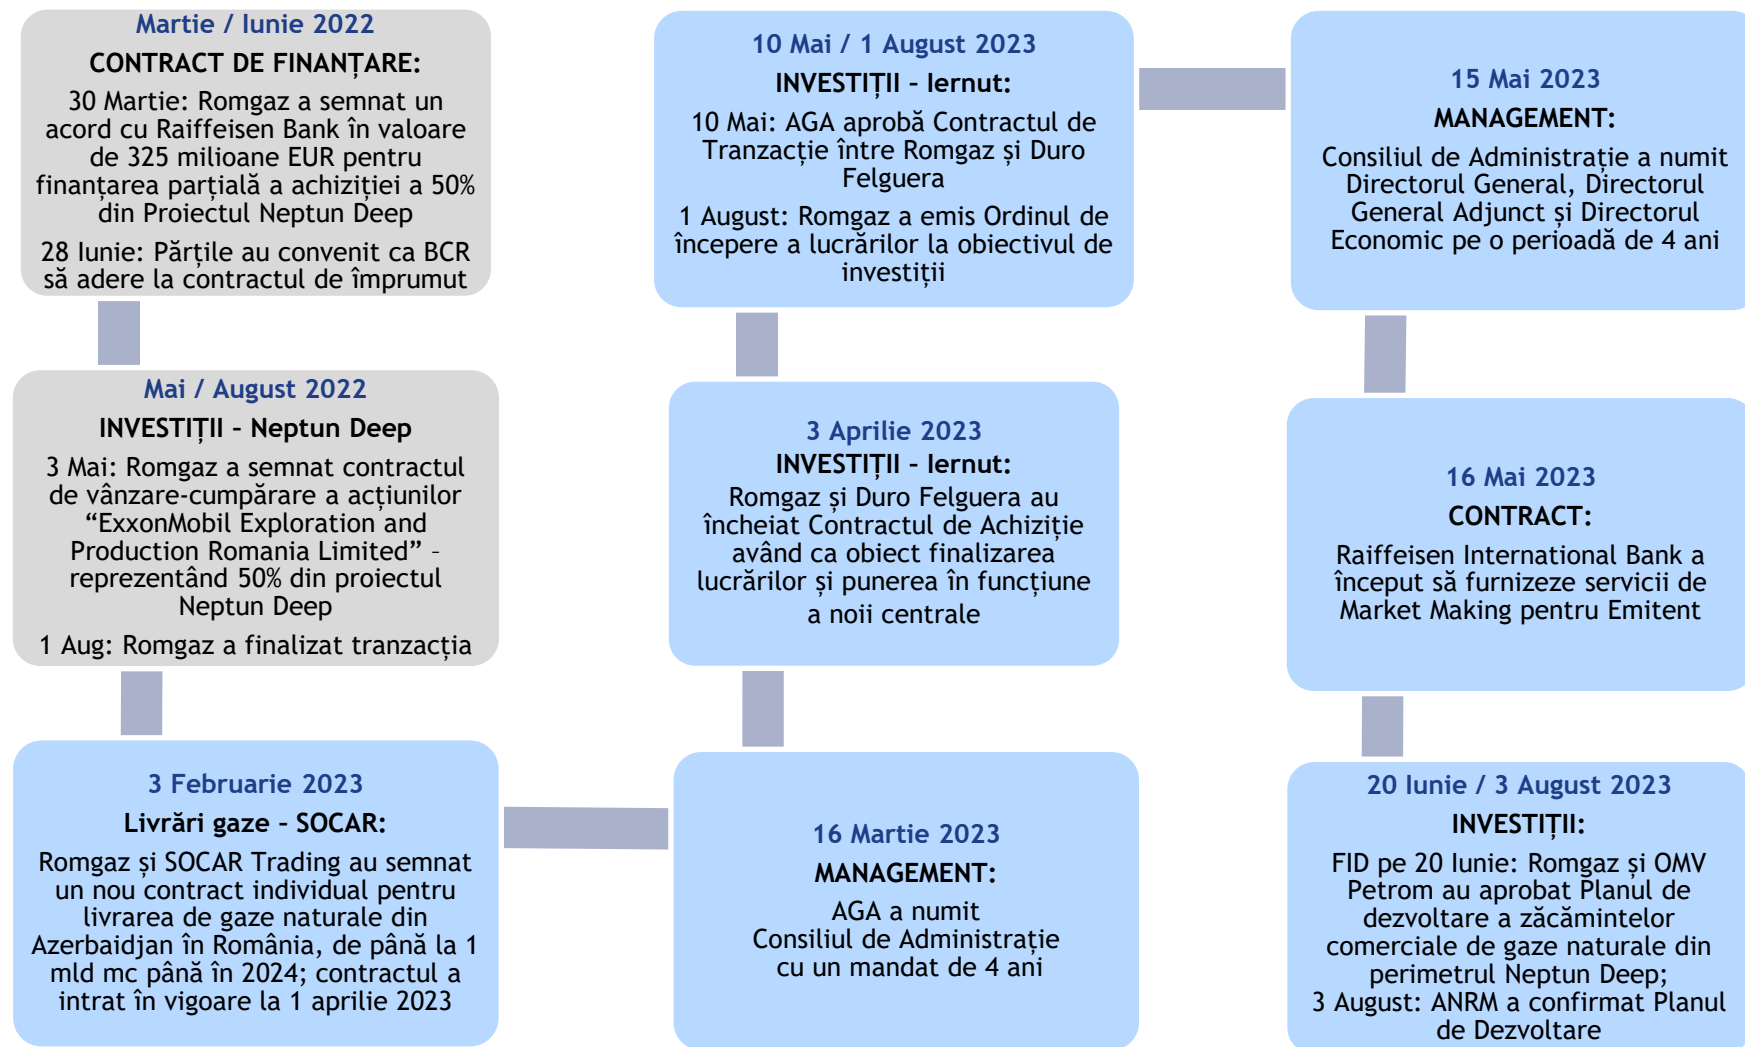 Martie / Iunie 2022
CONTRACT DE FINANȚARE:
30 Martie: Romgaz a semnat un
acord cu Raiffeisen Bank în valoare
de 325 milioane EUR pentru
finanțarea parțială a achiziției a 50%
din Proiectul Neptun Deep
28 Iunie: Părțile au convenit ca BCR
să adere la contractul de împrumut
Mai / August 2022
INVESTIȚII – Neptun Deep
3 Mai: Romgaz a semnat contractul
de vânzare-cumpărare a acțiunilor
“ExxonMobil Exploration and
Production Romania Limited” –
reprezentând 50% din proiectul
Neptun Deep
1 Aug: Romgaz a finalizat tranzacția
3 Februarie 2023
Livrări gaze – SOCAR:
Romgaz și SOCAR Trading au semnat
un nou contract individual pentru
livrarea de gaze naturale din
Azerbaidjan în România, de până la 1
mld mc până în 2024; contractul a
intrat în vigoare la 1 aprilie 2023
16 Martie 2023
MANAGEMENT:
AGA a numit
Consiliul de Administrație
cu un mandat de 4 ani
3 Aprilie 2023
INVESTIȚII – Iernut:
Romgaz și Duro Felguera au
încheiat Contractul de Achiziție
având ca obiect finalizarea
lucrărilor și punerea în funcțiune
a noii centrale
10 Mai / 1 August 2023
INVESTIȚII – Iernut:
10 Mai: AGA aprobă Contractul de
Tranzacție între Romgaz și Duro
Felguera
1 August: Romgaz a emis Ordinul de
începere a lucrărilor la obiectivul de
investiții
15 Mai 2023
MANAGEMENT:
Consiliul de Administrație a numit
Directorul General, Directorul
General Adjunct și Directorul
Economic pe o perioadă de 4 ani
16 Mai 2023
CONTRACT:
Raiffeisen International Bank a
început să furnizeze servicii de
Market Making pentru Emitent
20 Iunie / 3 August 2023
INVESTIȚII:
FID pe 20 Iunie: Romgaz și OMV
Petrom au aprobat Planul de
dezvoltare a zăcămintelor
comerciale de gaze naturale din
perimetrul Neptun Deep;
3 August: ANRM a confirmat Planul
de Dezvoltare